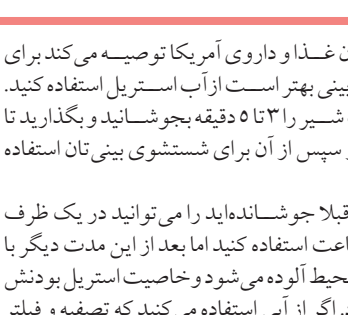 ن غذا و داروی آمریکا توصیه می‌کند برای
بینی بهتر است از آب استریل استفاده کنید.
شیر را ۳ تا ۵ دقیقه بجوشانید و بگذارید تا
و سپس از آن برای شستشوی بینی‌تان استفاده
قبلا جوشانده‌اید را می‌توانید در یک ظرف
اعت استفاده کنید اما بعد از این مدت دیگر با
محیط آلوده می‌شود و خاصیت استریل بودنش
اگر از آبی استفاده می‌کنید که تصفیه و فیلتر